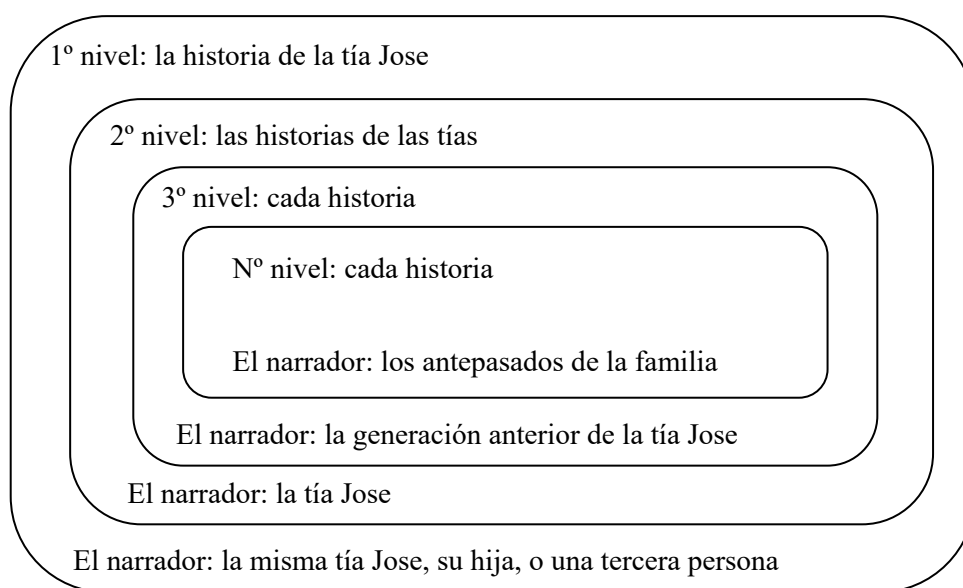 1º nivel: la historia de la tía Jose
2º nivel: las historias de las tías
3º nivel: cada historia
Nº nivel: cada historia
El narrador: los antepasados de la familia
El narrador: la generación anterior de la tía Jose
El narrador: la tía Jose
El narrador: la misma tía Jose, su hija, o una tercera persona